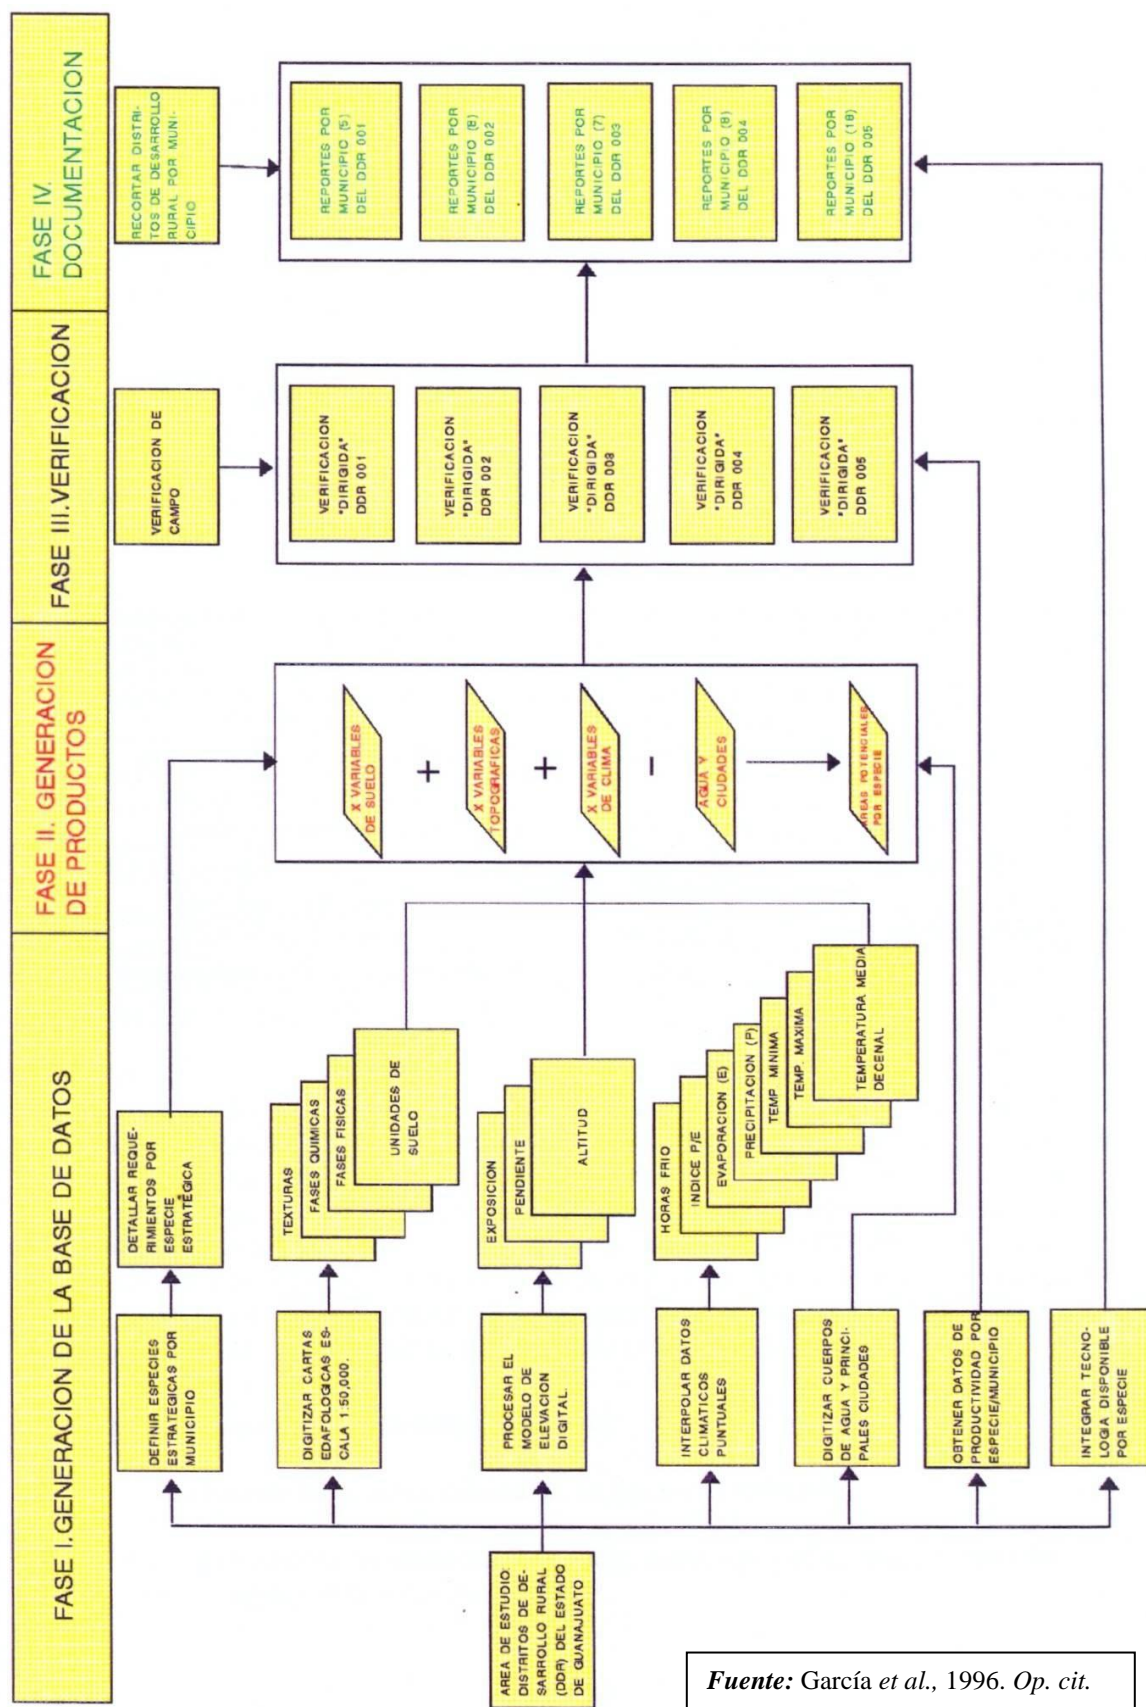 FASE I.GENERACION DE LA BASE DE DATOS
FASE II. GENERACION
DE PRODUCTOS
FASE III.VERIFICACION
FASE IV.
DOCUMENTACION
AREA DE ESTUDIO:
DISTRITOS DE DE-
SARROLLO RURAL
(DDR) DEL ESTADO
DE GUANAJUATO
DEFINIR ESPECIES
ESTRATEGICAS POR
MUNICIPIO
DIGITIZAR CARTAS
EDAFOLOGICAS ES-
CALA 1:50,000.
PROCESAR EL
MODELO DE
ELEVACION
DIGITAL.
INTERPOLAR DATOS
CLIMATICOS
PUNTUALES
DIGITIZAR CUERPOS
DE AGUA Y PRINCI-
PALES CIUDADES
OBTENER DATOS DE
PRODUCTIVIDAD POR
ESPECIE/MUNICIPIO
INTEGRAR TECNO-
LOGIA DISPONIBLE
POR ESPECIE
DETALLAR REQUE-
RIMIENTOS POR
ESPECIE
ESTRATEGICA
TEXTURAS
FASES QUIMICAS
FASES FISICAS
UNIDADES DE
SUELO
EXPOSICION
PENDIENTE
ALTITUD
HORAS FRIO
INDICE P/E
EVAPORACION (E)
PRECIPITACION (P)
TEMP. MINIMA
TEMP. MAXIMA
TEMPERATURA MEDIA
DECENAL
X VARIABLES
DE SUELO
+
X VARIABLES
TOPOGRAFICAS
+
X VARIABLES
DE CLIMA
-
AGUA Y
CIUDADES
AREAS POTENCIALES
POR ESPECIE
VERIFICACION DE
CAMPO
VERIFICACION
"DIRIGIDA"
DDR 001
VERIFICACION
"DIRIGIDA"
DDR 002
VERIFICACION
"DIRIGIDA"
DDR 003
VERIFICACION
"DIRIGIDA"
DDR 004
VERIFICACION
"DIRIGIDA"
DDR 005
RECORTAR DISTRI-
TOS DE DESARROLLO
RURAL POR MUNI-
CIPIO
REPORTES POR
MUNICIPIO (5)
DEL DDR 001
REPORTES POR
MUNICIPIO (8)
DEL DDR 002
REPORTES POR
MUNICIPIO (7)
DEL DDR 003
REPORTES POR
MUNICIPIO (8)
DEL DDR 004
REPORTES POR
MUNICIPIO (18)
DEL DDR 005
Fuente: García et al., 1996. Op. cit.